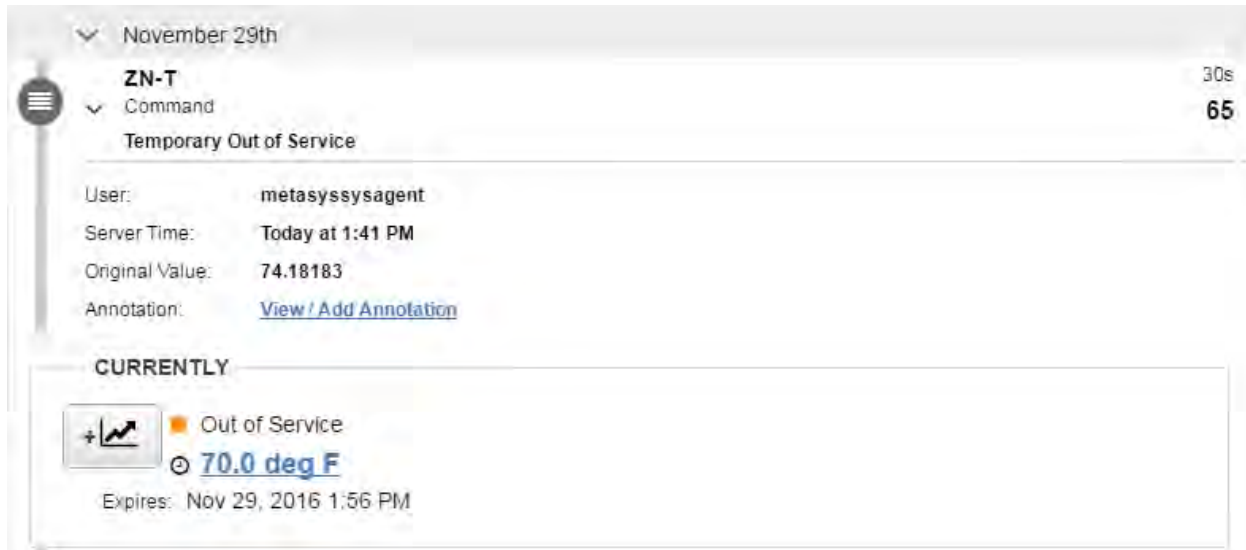 November 29th
ZN-T 30s
Command 65
Temporary Out of Service
User: metasyssysagent
Server Time: Today at 1:41 PM
Original Value: 74.18183
Annotation: View / Add Annotation
CURRENTLY
Out of Service
70.0 deg F
Expires: Nov 29, 2016 1:56 PM